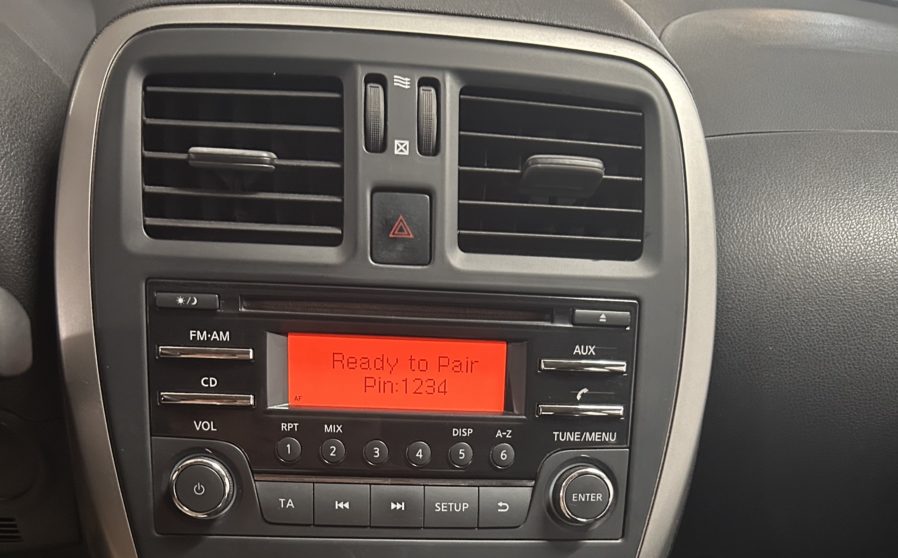 FM·AM
CD
VOL
Ready to Pair
Pin:1234
AF
AUX
TUNE/MENU
RPT MIX DISP A-Z
1 2 3 4 5 6
TA SETUP
ENTER